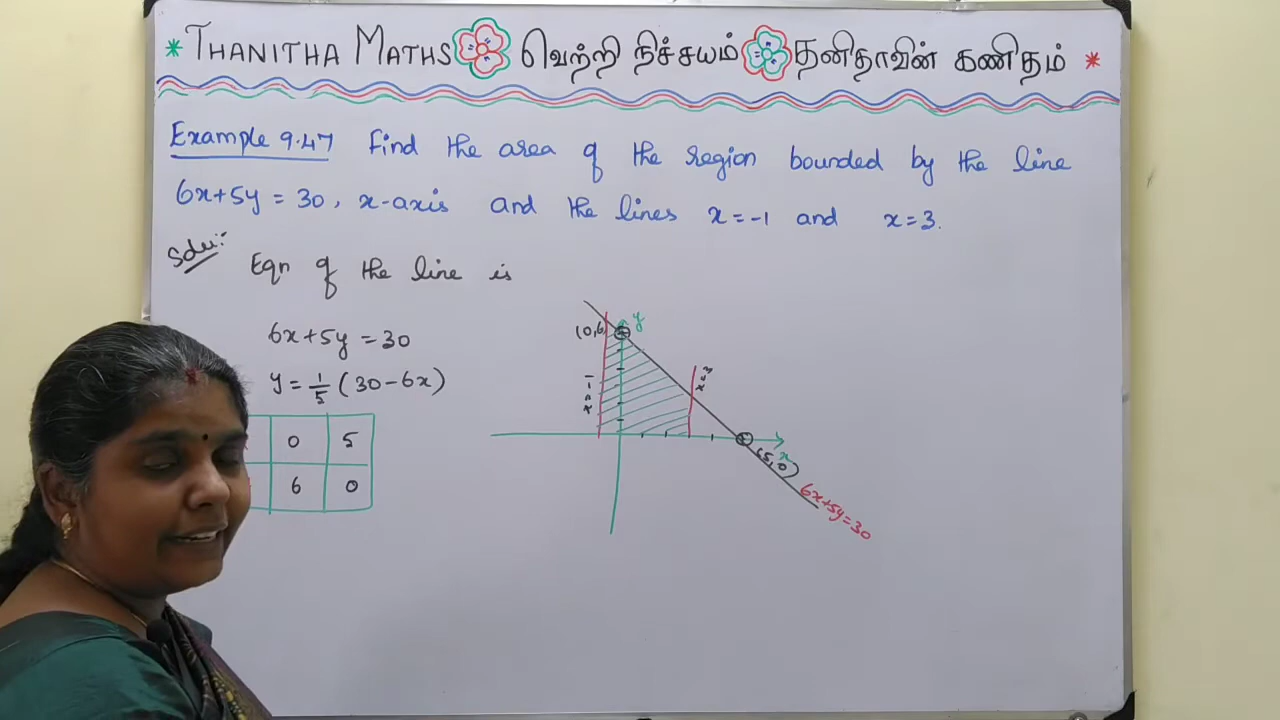 * THANITHA MATHS வெற்றி நிச்சயம் தனிதாவின் கணிதம் *
Example 9.47 Find the area of the region bounded by the line
6x+5y = 30, x-axis and the lines x = -1 and x = 3.
Solu:-
Eqn of the line is
6x+5y = 30
y = 1/5 (30-6x)
0 5
6 0
y
(0,6)
x = -1
x = 3
x
(5,0)
6x+5y=30